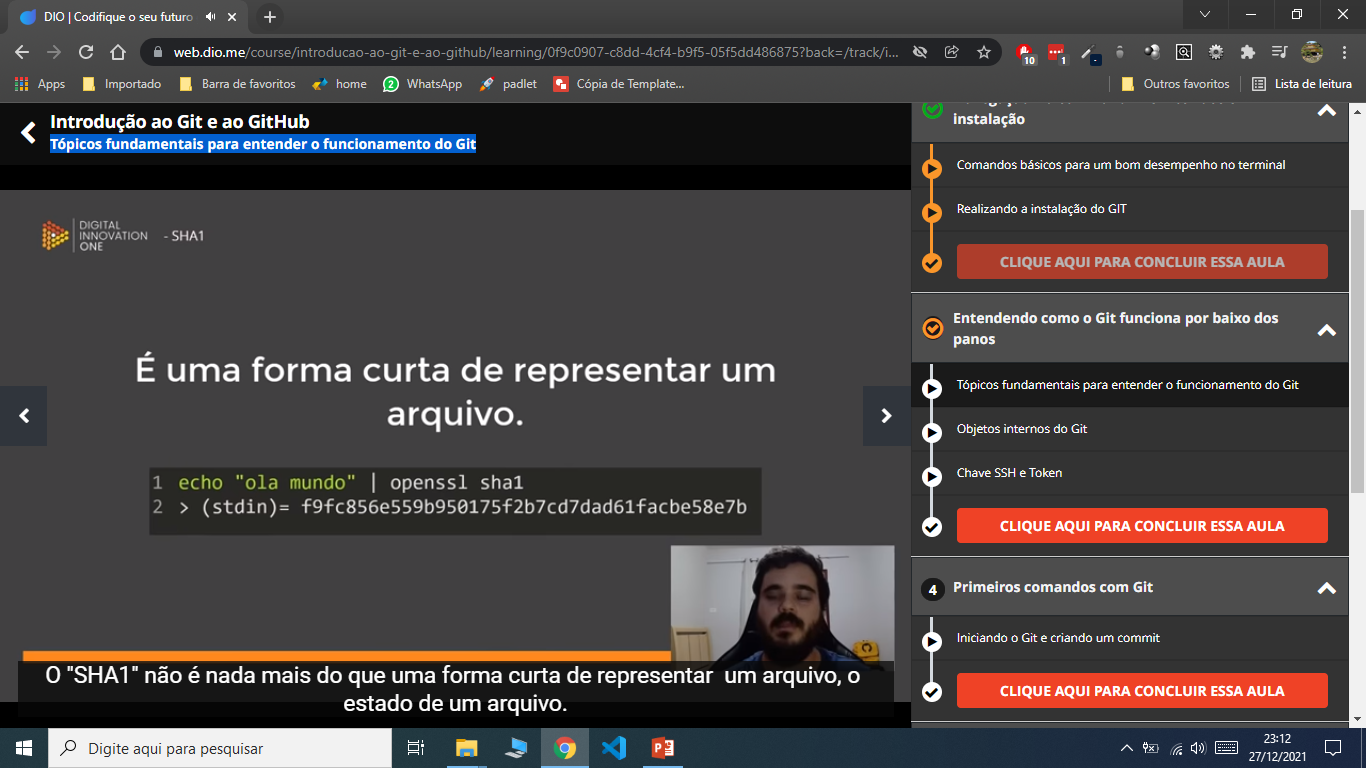 DIO | Codifique o seu futuro
web.dio.me/course/introducao-ao-git-e-ao-github/learning/0f9c0907-c8dd-4cf4-b9f5-05f5dd486875?back=/track/i...
10
1
Apps
Importado
Barra de favoritos
home
2
WhatsApp
padlet
Cópia de Template...
Outros favoritos
Lista de leitura
Introdução ao Git e ao GitHub
Tópicos fundamentais para entender o funcionamento do Git
DIGITAL
INNOVATION
ONE
- SHA1
É uma forma curta de representar um
arquivo.
1 echo "ola mundo" | openssl sha1
2 > (stdin)= f9fc856e559b950175f2b7cd7dad61facbe58e7b
O "SHA1" não é nada mais do que uma forma curta de representar um arquivo, o
estado de um arquivo.
instalação
Comandos básicos para um bom desempenho no terminal
Realizando a instalação do GIT
CLIQUE AQUI PARA CONCLUIR ESSA AULA
Entendendo como o Git funciona por baixo dos
panos
Tópicos fundamentais para entender o funcionamento do Git
Objetos internos do Git
Chave SSH e Token
CLIQUE AQUI PARA CONCLUIR ESSA AULA
4
Primeiros comandos com Git
Iniciando o Git e criando um commit
CLIQUE AQUI PARA CONCLUIR ESSA AULA
Digite aqui para pesquisar
23:12
27/12/2021